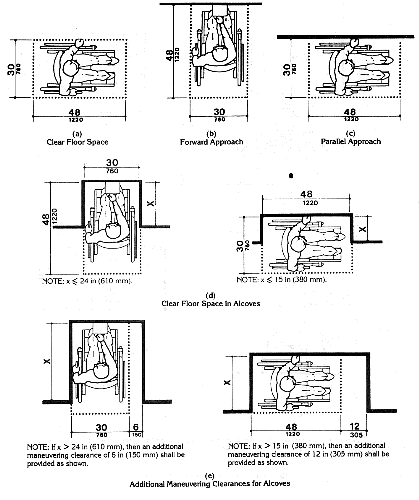 30
760
48
1220
(a)
Clear Floor Space
48
1220
30
760
(b)
Forward Approach
30
760
48
1220
(c)
Parallel Approach
30
760
48
1220
x
NOTE: x ≤ 24 in (610 mm).
48
1220
x
30
760
NOTE: x ≤ 15 in (380 mm).
(d)
Clear Floor Space in Alcoves
x
30
760
6
150
NOTE: If x > 24 in (610 mm), then an additional
maneuvering clearance of 6 in (150 mm) shall be
provided as shown.
x
48
1220
12
305
NOTE: If x > 15 in (380 mm), then an additional
maneuvering clearance of 12 in (305 mm) shall be
provided as shown.
(e)
Additional Maneuvering Clearances for Alcoves